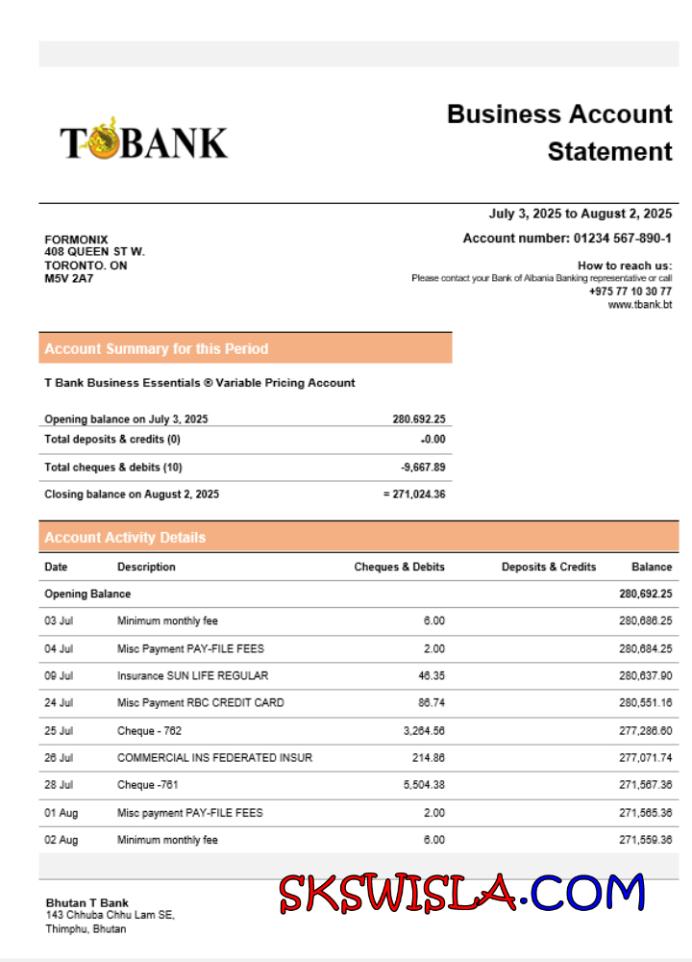 T BANK
Business Account
Statement
July 3, 2025 to August 2, 2025
Account number: 01234 567-890-1
FORMONIX
408 QUEEN ST W.
TORONTO. ON
M5V 2A7
How to reach us:
Please contact your Bank of Albania Banking representative or call
+975 77 10 30 77
www.tbank.bt
Account Summary for this Period
T Bank Business Essentials ® Variable Pricing Account
Opening balance on July 3, 2025 280.692.25
Total deposits & credits (0) -0.00
Total cheques & debits (10) -9,667.89
Closing balance on August 2, 2025 = 271,024.36
Account Activity Details
Date Description Cheques & Debits Deposits & Credits Balance
Opening Balance 280,692.25
03 Jul Minimum monthly fee 6.00 280,686.25
04 Jul Misc Payment PAY-FILE FEES 2.00 280,684.25
09 Jul Insurance SUN LIFE REGULAR 46.35 280,637.90
24 Jul Misc Payment RBC CREDIT CARD 86.74 280,551.16
25 Jul Cheque - 762 3,264.56 277,286.60
26 Jul COMMERCIAL INS FEDERATED INSUR 214.86 277,071.74
28 Jul Cheque -761 5,504.38 271,567.36
01 Aug Misc payment PAY-FILE FEES 2.00 271,565.36
02 Aug Minimum monthly fee 6.00 271,559.36
SKSWISLA.COM
Bhutan T Bank
143 Chhuba Chhu Lam SE,
Thimphu, Bhutan